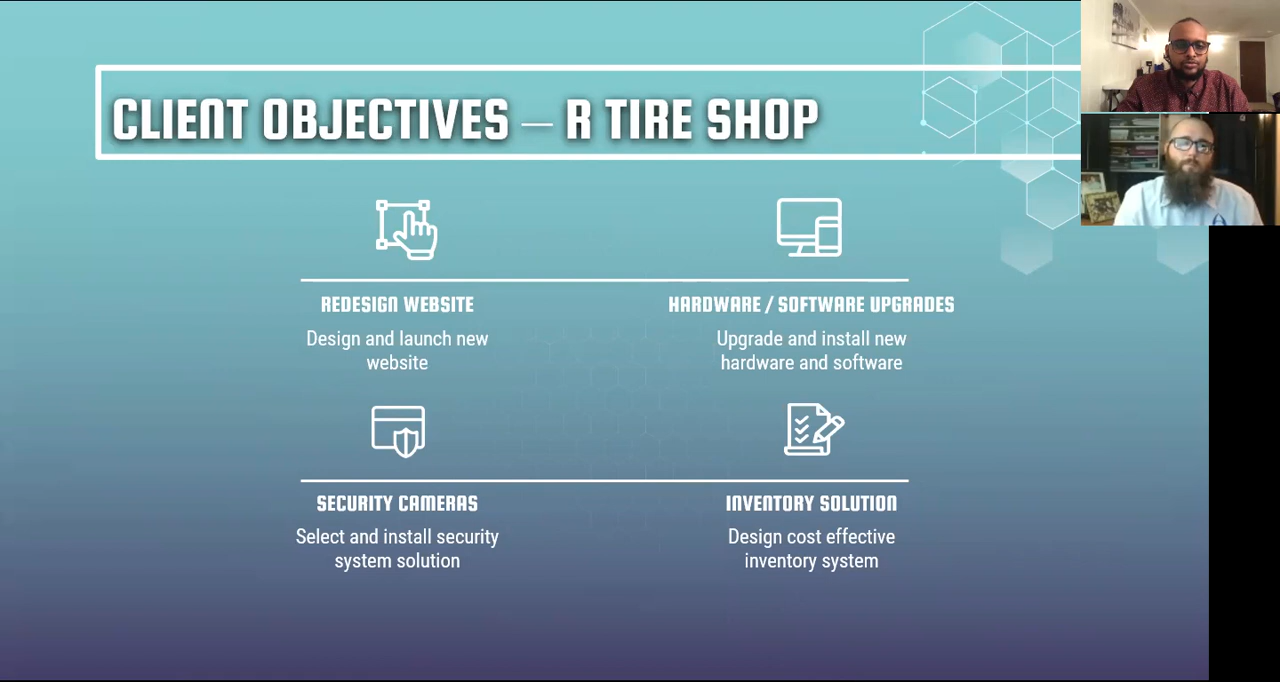 CLIENT OBJECTIVES – R TIRE SHOP
REDESIGN WEBSITE
Design and launch new
website
HARDWARE / SOFTWARE UPGRADES
Upgrade and install new
hardware and software
SECURITY CAMERAS
Select and install security
system solution
INVENTORY SOLUTION
Design cost effective
inventory system